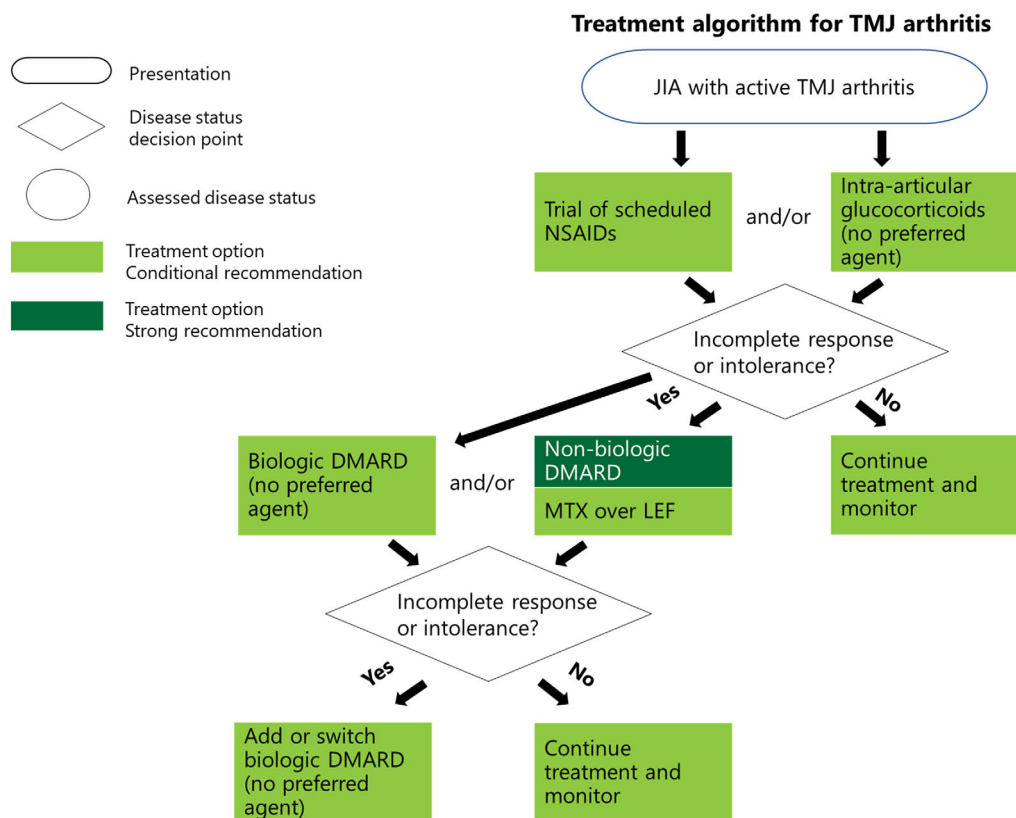 Treatment algorithm for TMJ arthritis
Presentation
Disease status
decision point
Assessed disease status
Treatment option
Conditional recommendation
Treatment option
Strong recommendation
JIA with active TMJ arthritis
Trial of scheduled
NSAIDs
and/or
Intra-articular
glucocorticoids
(no preferred
agent)
Incomplete response
or intolerance?
Yes
No
Biologic DMARD
(no preferred
agent)
and/or
Non-biologic
DMARD
MTX over LEF
Continue
treatment and
monitor
Incomplete response
or intolerance?
Yes
No
Add or switch
biologic DMARD
(no preferred
agent)
Continue
treatment and
monitor